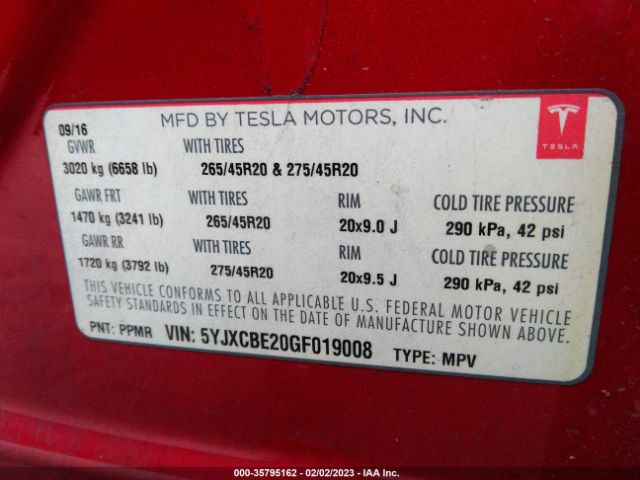 MFD BY TESLA MOTORS, INC.
TESLA
09/16
GVWR WITH TIRES
3020 kg (6658 lb) 265/45R20 & 275/45R20
GAWR FRT WITH TIRES RIM COLD TIRE PRESSURE
1470 kg (3241 lb) 265/45R20 20x9.0 J 290 kPa, 42 psi
GAWR RR WITH TIRES RIM COLD TIRE PRESSURE
1720 kg (3792 lb) 275/45R20 20x9.5 J 290 kPa, 42 psi
THIS VEHICLE CONFORMS TO ALL APPLICABLE U.S. FEDERAL MOTOR VEHICLE
SAFETY STANDARDS IN EFFECT ON THE DATE OF MANUFACTURE SHOWN ABOVE.
PNT: PPMR VIN: 5YJXCBE20GF019008 TYPE: MPV
000-35795162 - 02/02/2023 - IAA Inc.